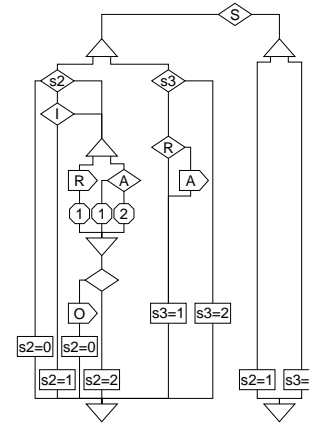 S
s2 s3
I
R
R A A
1 1 2
O
s3=1 s3=2
s2=0 s2=0
s2=1 s2=2 s2=1 s3=